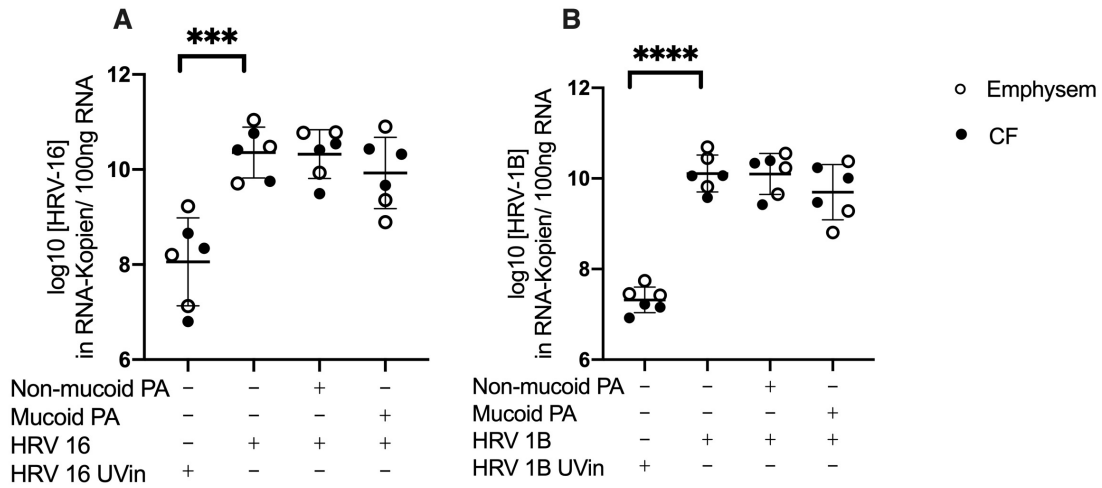 A
***
log10 [HRV-16]
in RNA-Kopien/ 100ng RNA
12
10
8
6
Non-mucoid PA – – + –
Mucoid PA – – – +
HRV 16 – + + +
HRV 16 UVin + – – –
B
****
log10 [HRV-1B]
in RNA-Kopien/ 100ng RNA
12
10
8
6
Non-mucoid PA – – + –
Mucoid PA – – – +
HRV 1B – + + +
HRV 1B UVin + – – –
Emphysem
CF